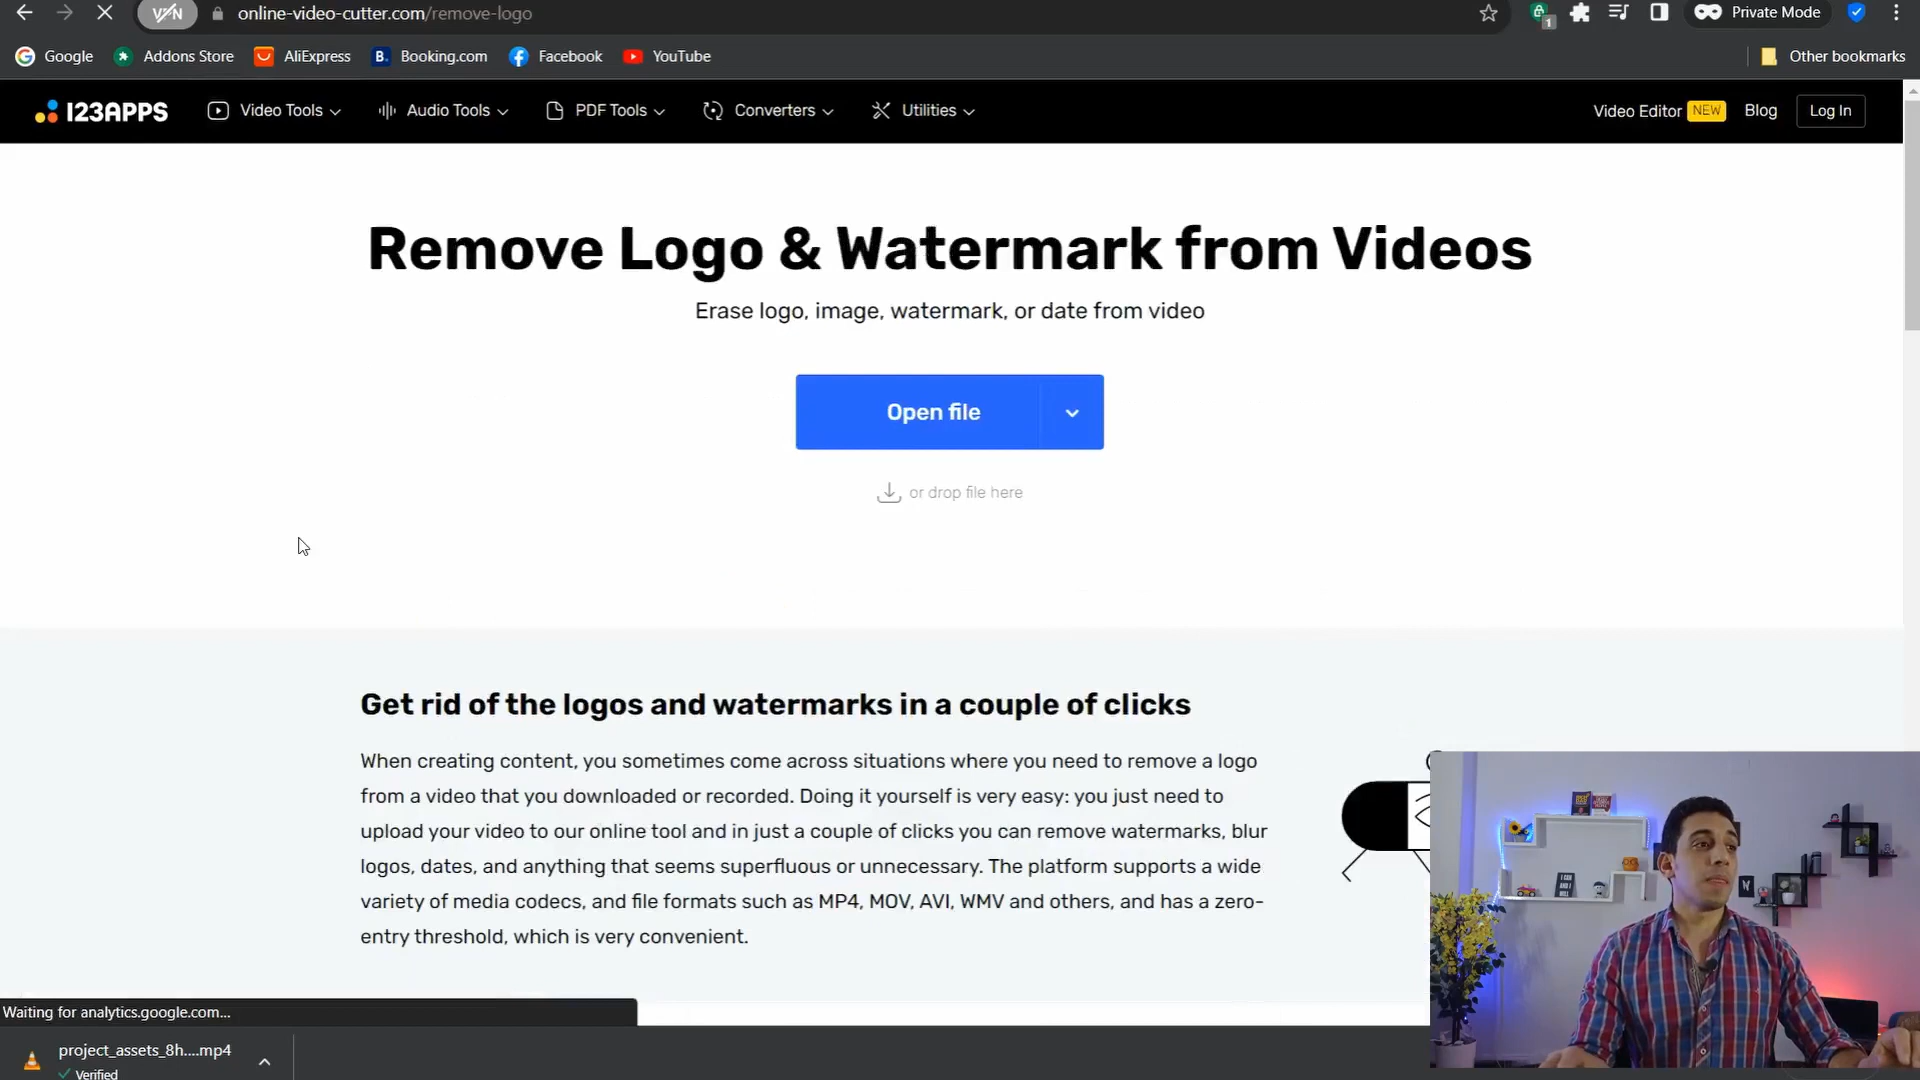 online-video-cutter.com/remove-logo
Private Mode
1
Google
Addons Store
AliExpress
B. Booking.com
Facebook
YouTube
Other bookmarks
123APPS
Video Tools
Audio Tools
PDF Tools
Converters
Utilities
Video Editor NEW
Blog
Log In
Remove Logo & Watermark from Videos
Erase logo, image, watermark, or date from video
Open file
or drop file here
Get rid of the logos and watermarks in a couple of clicks
When creating content, you sometimes come across situations where you need to remove a logo
from a video that you downloaded or recorded. Doing it yourself is very easy: you just need to
upload your video to our online tool and in just a couple of clicks you can remove watermarks, blur
logos, dates, and anything that seems superfluous or unnecessary. The platform supports a wide
variety of media codecs, and file formats such as MP4, MOV, AVI, WMV and others, and has a zero-
entry threshold, which is very convenient.
I CAN
AND I
WILL
Waiting for analytics.google.com...
project_assets_8h....mp4
Verified